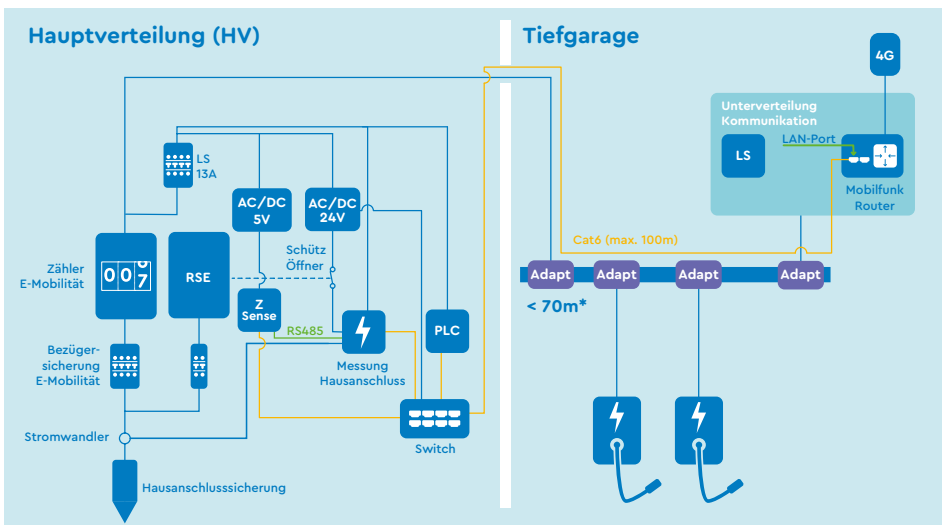 Hauptverteilung (HV)
LS
13A
AC/DC
5V
AC/DC
24V
Schütz
Öffner
Zähler
E-Mobilität
007
RSE
Z
Sense
RS485
PLC
Messung
Hausanschluss
Bezüger-
sicherung
E-Mobilität
Switch
Stromwandler
Hausanschlusssicherung
Tiefgarage
4G
Unterverteilung
Kommunikation
LS
LAN-Port
Mobilfunk
Router
Cat6 (max. 100m)
Adapt
Adapt
Adapt
Adapt
< 70m*